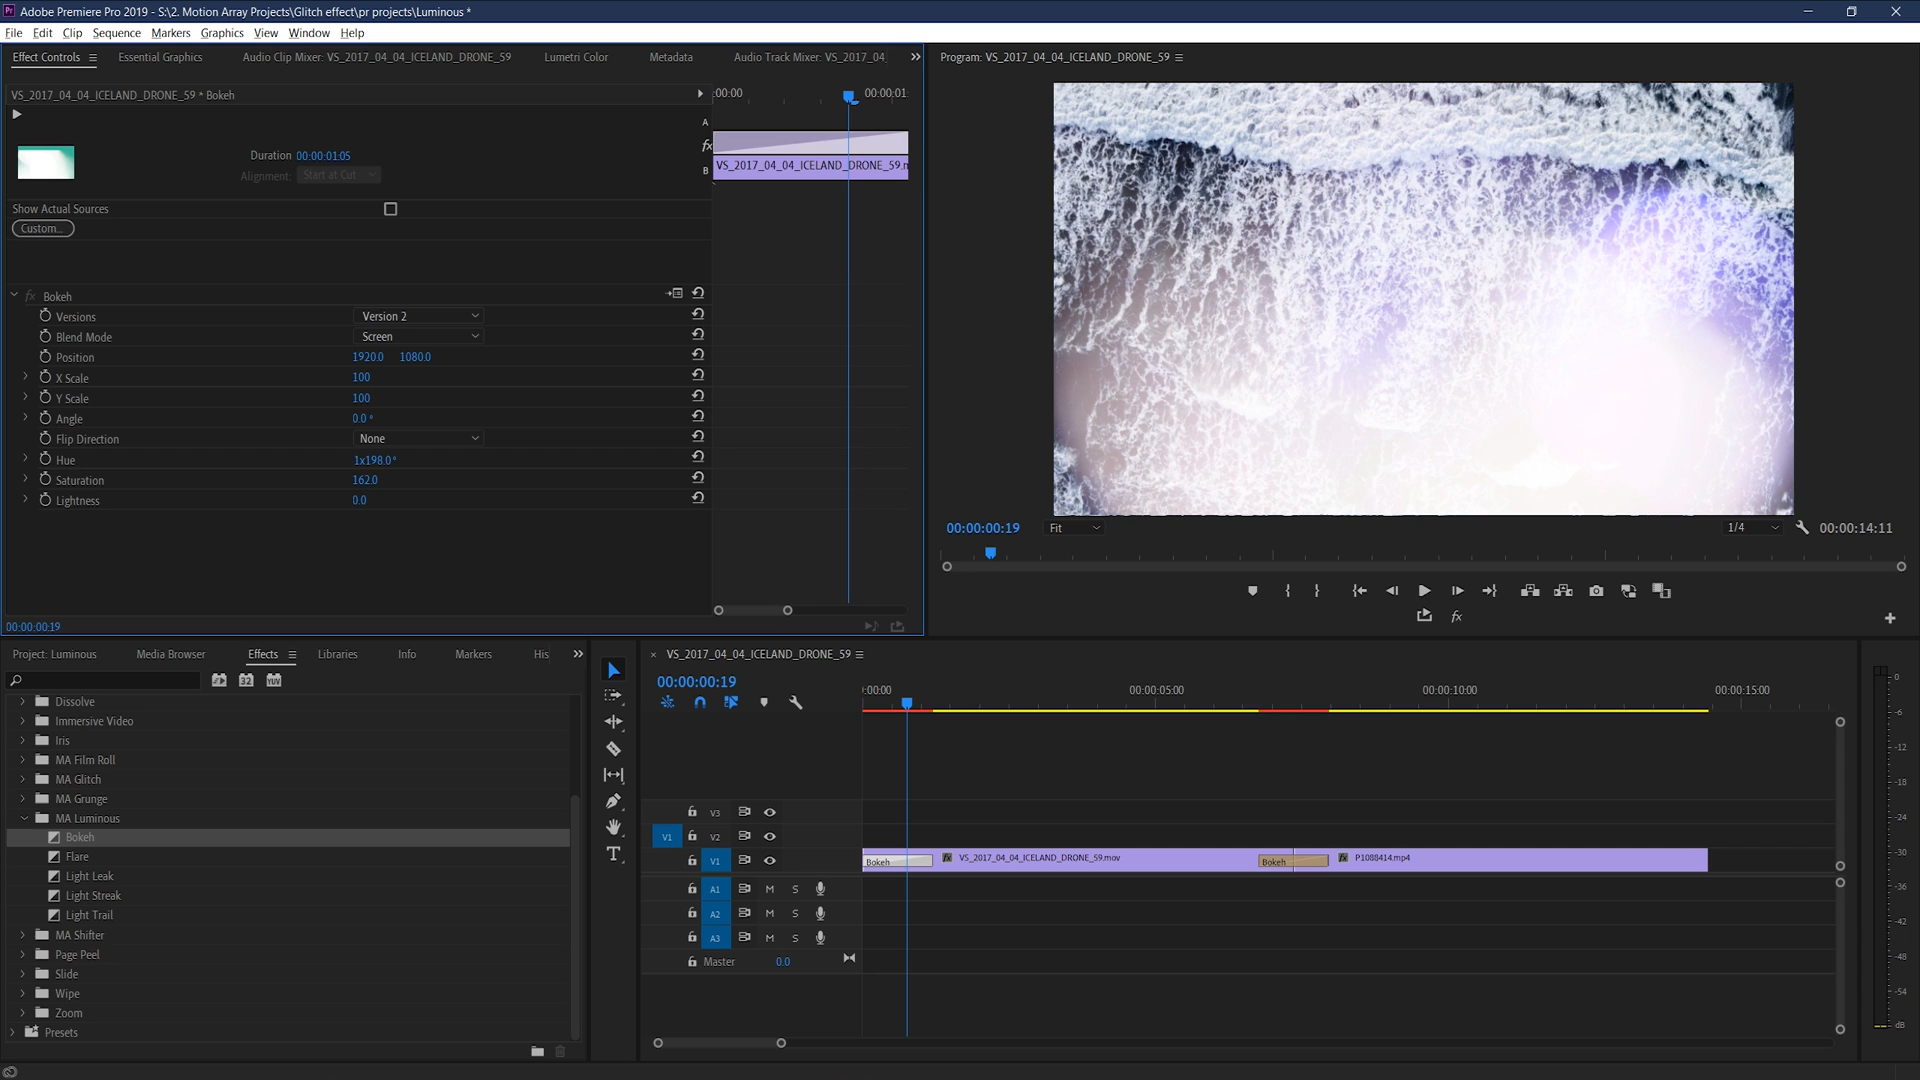 Adobe Premiere Pro 2019 - S:\2. Motion Array Projects\Glitch effect\pr projects\Luminous *
File Edit Clip Sequence Markers Graphics View Window Help
Effect Controls Essential Graphics Audio Clip Mixer: VS_2017_04_04_ICELAND_DRONE_59 Lumetri Color Metadata Audio Track Mixer: VS_2017_04
Program: VS_2017_04_04_ICELAND_DRONE_59
VS_2017_04_04_ICELAND_DRONE_59 * Bokeh
:00:00 00:00:01:
A
Duration 00:00:01:05
Alignment: Start at Cut
fx
B
VS_2017_04_04_ICELAND_DRONE_59.m
Show Actual Sources
Custom...
fx Bokeh
Versions Version 2
Blend Mode Screen
Position 1920.0 1080.0
X Scale 100
Y Scale 100
Angle 0.0 °
Flip Direction None
Hue 1x198.0 °
Saturation 162.0
Lightness 0.0
00:00:00:19
00:00:00:19 Fit 1/4 00:00:14:11
fx
Project: Luminous Media Browser Effects Libraries Info Markers His
32 YUV
Dissolve
Immersive Video
Iris
MA Film Roll
MA Glitch
MA Grunge
MA Luminous
Bokeh
Flare
Light Leak
Light Streak
Light Trail
MA Shifter
Page Peel
Slide
Wipe
Zoom
Presets
T
VS_2017_04_04_ICELAND_DRONE_59
00:00:00:19
:00:00 00:00:05:00 00:00:10:00 00:00:15:00
V3
V1 V2
V1
Bokeh fx VS_2017_04_04_ICELAND_DRONE_59.mov Bokeh fx P1088414.mp4
A1 M S
A2 M S
A3 M S
Master 0.0
0
-6
-12
-18
-24
-30
-36
-42
-48
-54
dB